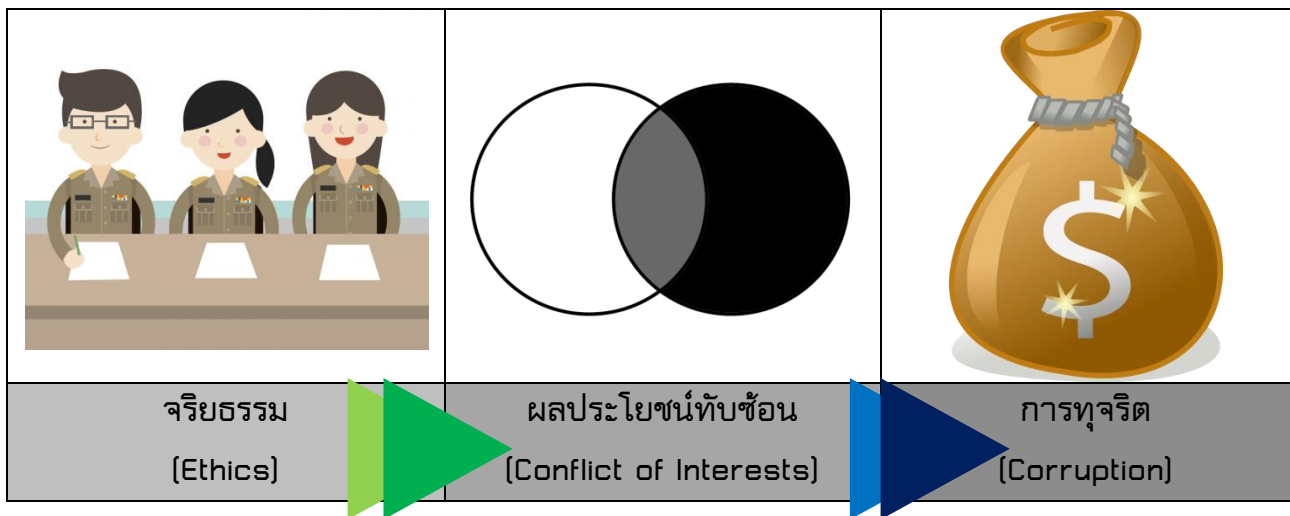 $
จริยธรรม
(Ethics)
ผลประโยชน์ทับซ้อน
(Conflict of Interests)
การทุจริต
(Corruption)